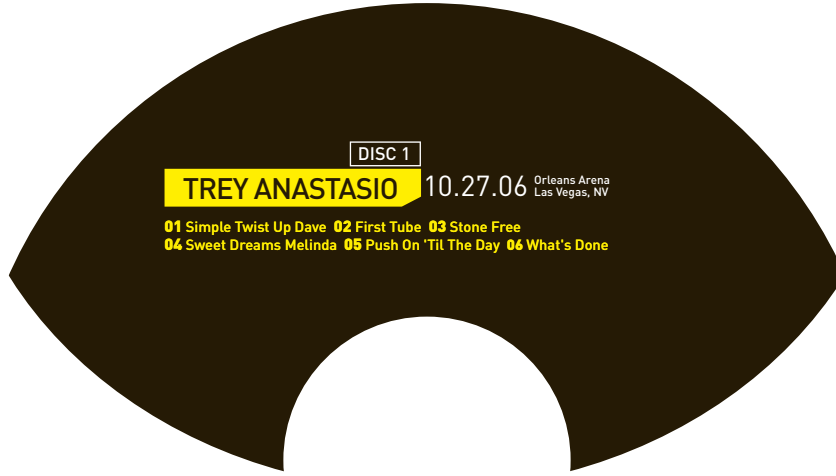 DISC 1
TREY ANASTASIO 10.27.06 Orleans Arena
Las Vegas, NV
01 Simple Twist Up Dave 02 First Tube 03 Stone Free
04 Sweet Dreams Melinda 05 Push On 'Til The Day 06 What's Done